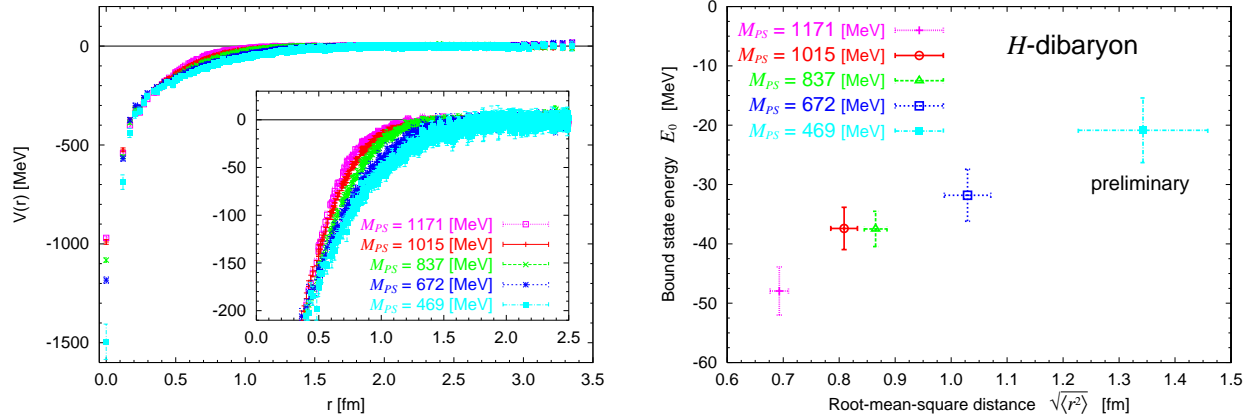 0
-500
-1000
-1500
0.0 0.5 1.0 1.5 2.0 2.5 3.0 3.5
V(r) [MeV]
r [fm]
0
-50
-100
-150
-200
0.0 0.5 1.0 1.5 2.0 2.5
M_PS = 1171 [MeV]
M_PS = 1015 [MeV]
M_PS = 837 [MeV]
M_PS = 672 [MeV]
M_PS = 469 [MeV]
0
-10
-20
-30
-40
-50
-60
0.6 0.7 0.8 0.9 1.0 1.1 1.2 1.3 1.4 1.5
Bound state energy E_0 [MeV]
Root-mean-square distance √⟨r²⟩ [fm]
M_PS = 1171 [MeV]
M_PS = 1015 [MeV]
M_PS = 837 [MeV]
M_PS = 672 [MeV]
M_PS = 469 [MeV]
H-dibaryon
preliminary